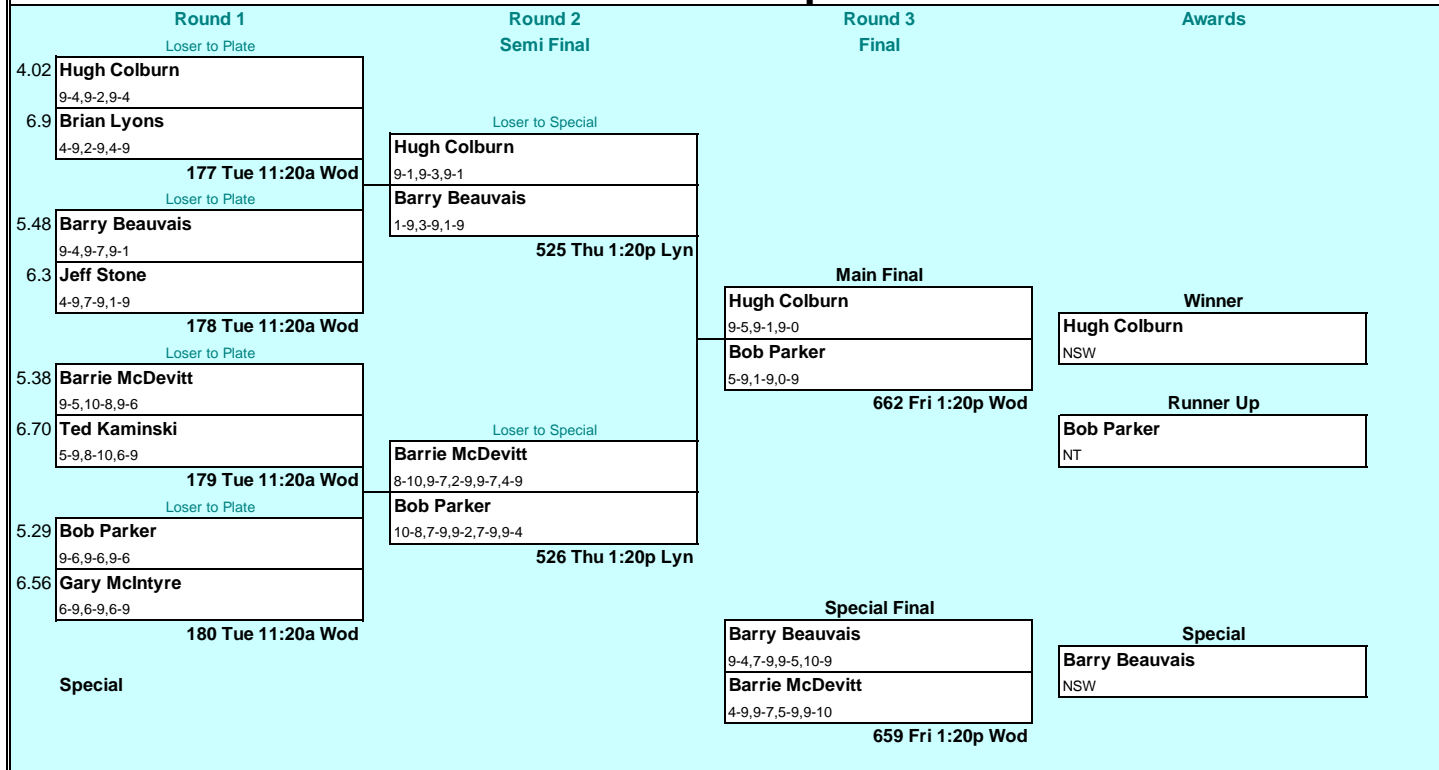 Round 1
Round 2
Round 3
Awards
Loser to Plate
Semi Final
Final
4.02 Hugh Colburn
9-4,9-2,9-4
6.9 Brian Lyons
4-9,2-9,4-9
177 Tue 11:20a Wod
Loser to Plate
5.48 Barry Beauvais
9-4,9-7,9-1
6.3 Jeff Stone
4-9,7-9,1-9
178 Tue 11:20a Wod
Loser to Plate
5.38 Barrie McDevitt
9-5,10-8,9-6
6.70 Ted Kaminski
5-9,8-10,6-9
179 Tue 11:20a Wod
Loser to Plate
5.29 Bob Parker
9-6,9-6,9-6
6.56 Gary McIntyre
6-9,6-9,6-9
180 Tue 11:20a Wod
Special
Loser to Special
Hugh Colburn
9-1,9-3,9-1
Barry Beauvais
1-9,3-9,1-9
525 Thu 1:20p Lyn
Loser to Special
Barrie McDevitt
8-10,9-7,2-9,9-7,4-9
Bob Parker
10-8,7-9,9-2,7-9,9-4
526 Thu 1:20p Lyn
Main Final
Hugh Colburn
9-5,9-1,9-0
Bob Parker
5-9,1-9,0-9
662 Fri 1:20p Wod
Special Final
Barry Beauvais
9-4,7-9,9-5,10-9
Barrie McDevitt
4-9,9-7,5-9,9-10
659 Fri 1:20p Wod
Winner
Hugh Colburn
NSW
Runner Up
Bob Parker
NT
Special
Barry Beauvais
NSW